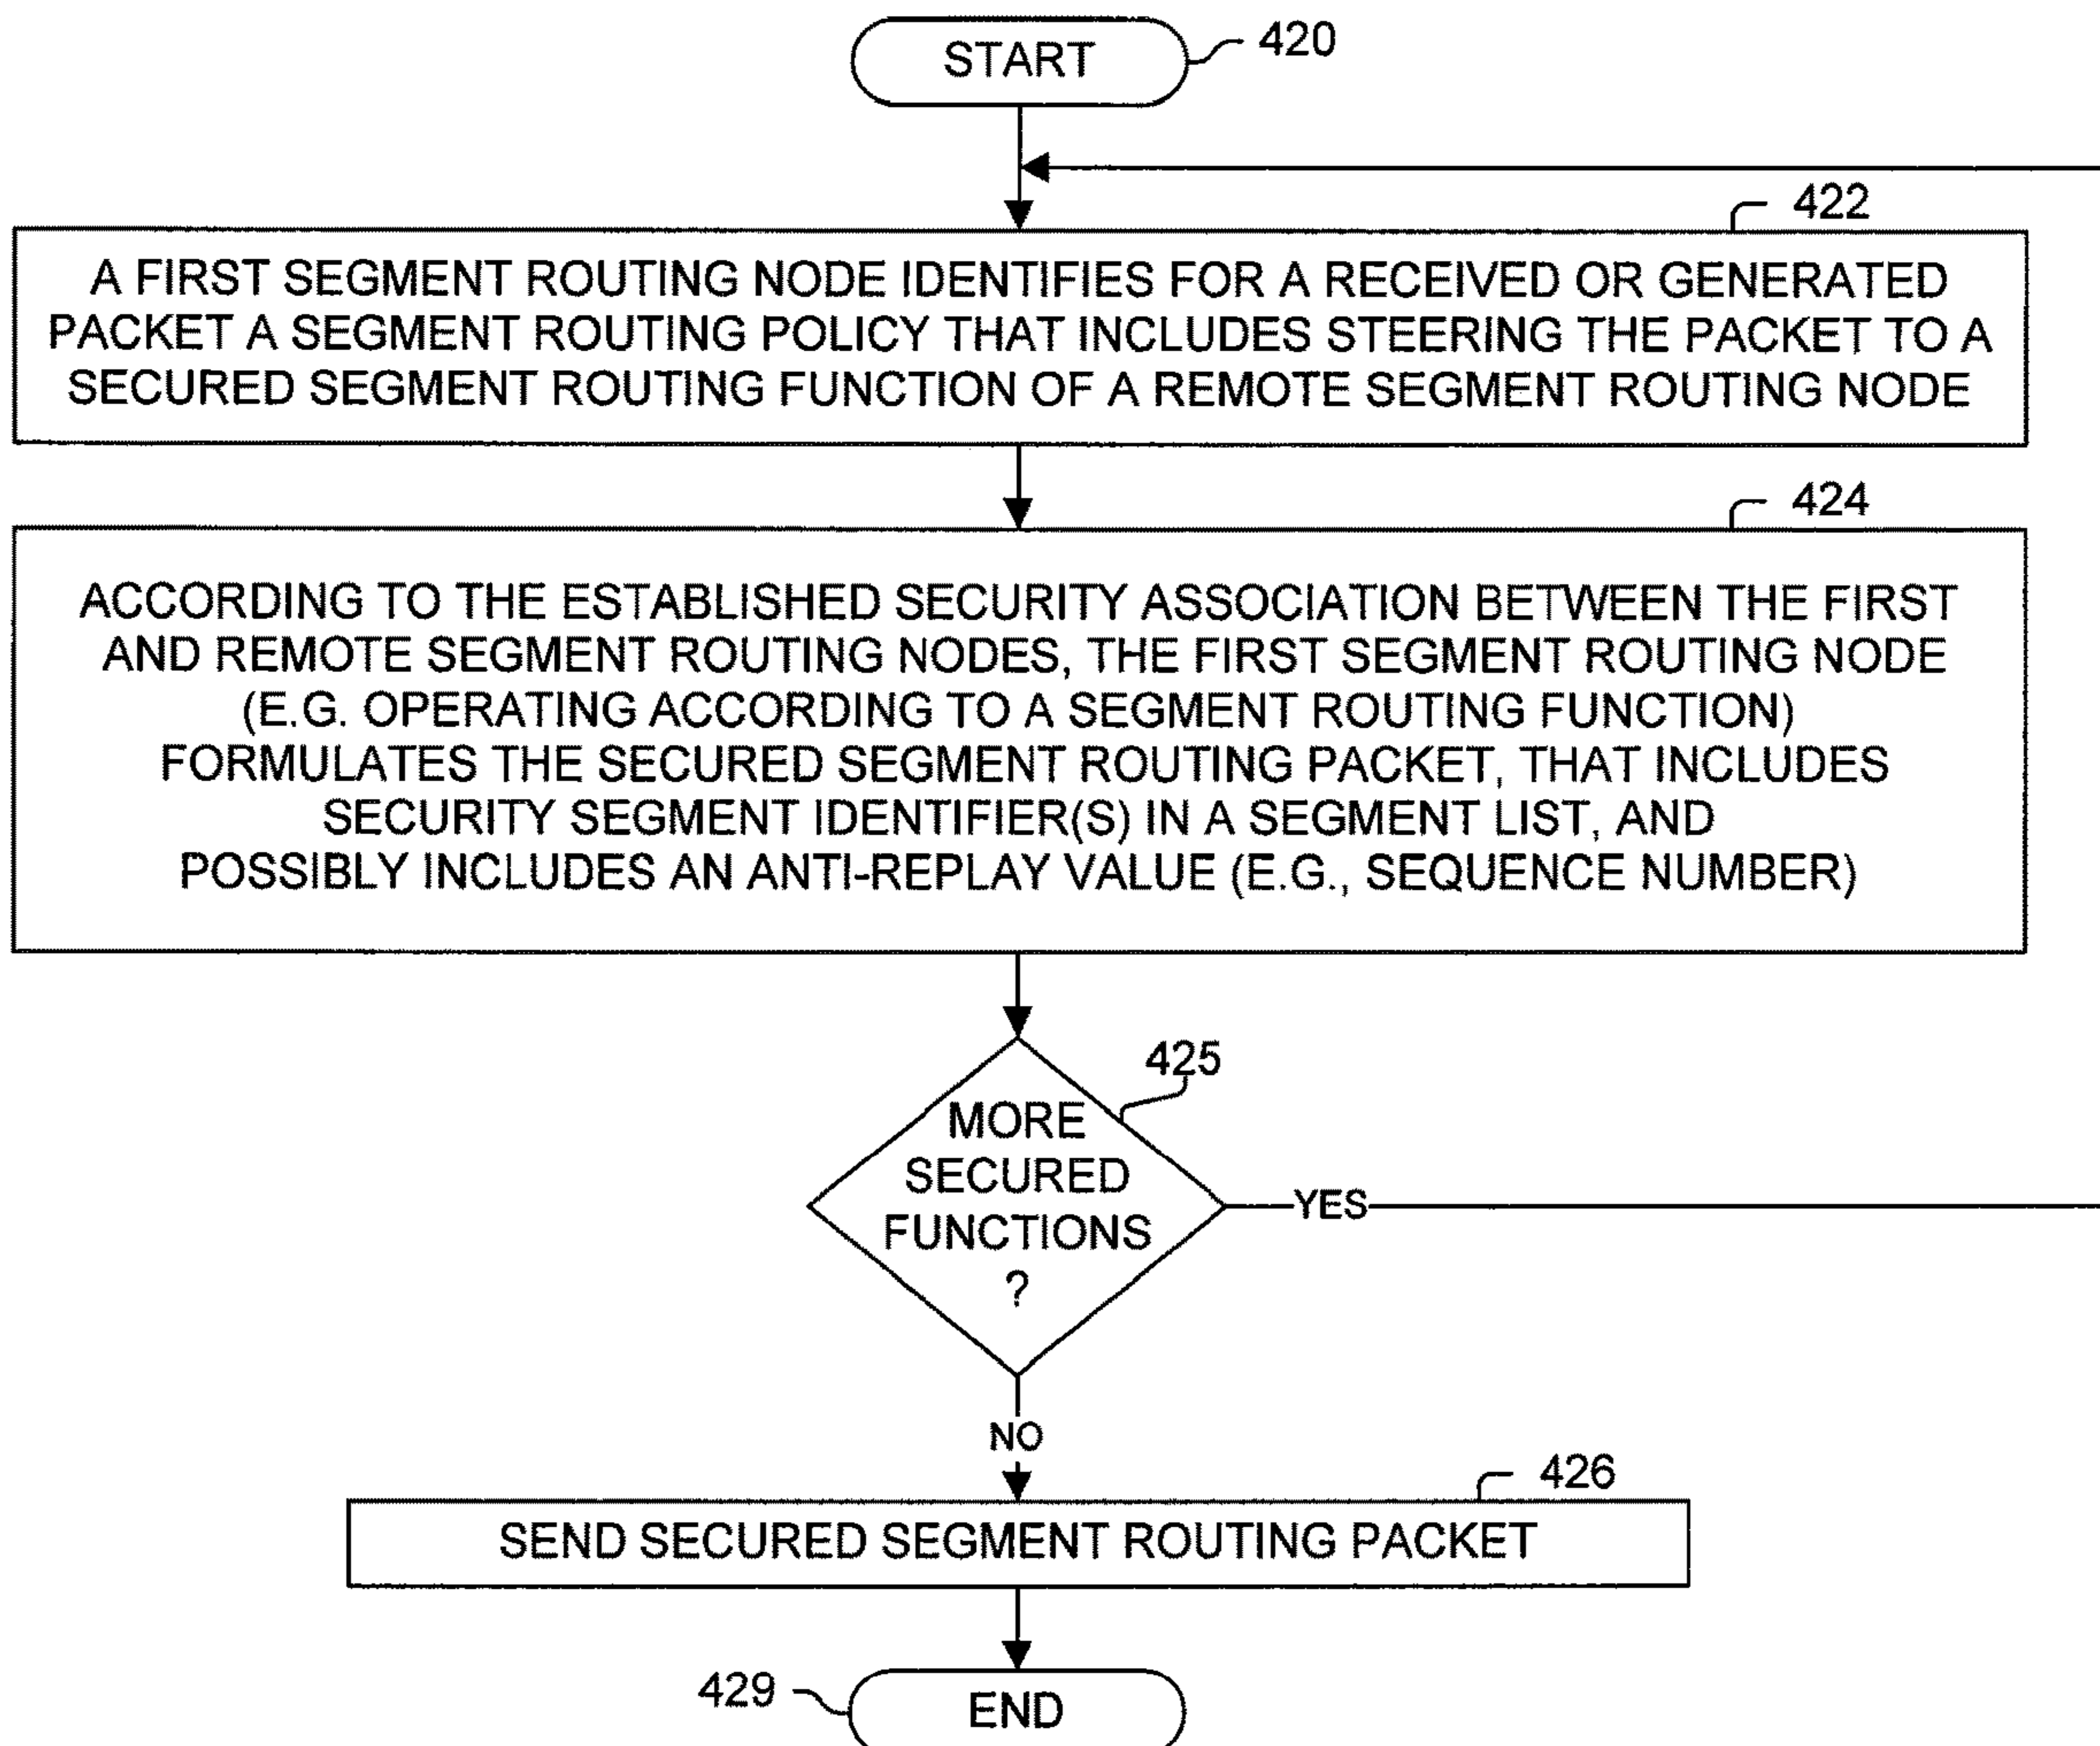 START
420
422
A FIRST SEGMENT ROUTING NODE IDENTIFIES FOR A RECEIVED OR GENERATED
PACKET A SEGMENT ROUTING POLICY THAT INCLUDES STEERING THE PACKET TO A
SECURED SEGMENT ROUTING FUNCTION OF A REMOTE SEGMENT ROUTING NODE
424
ACCORDING TO THE ESTABLISHED SECURITY ASSOCIATION BETWEEN THE FIRST
AND REMOTE SEGMENT ROUTING NODES, THE FIRST SEGMENT ROUTING NODE
(E.G. OPERATING ACCORDING TO A SEGMENT ROUTING FUNCTION)
FORMULATES THE SECURED SEGMENT ROUTING PACKET, THAT INCLUDES
SECURITY SEGMENT IDENTIFIER(S) IN A SEGMENT LIST, AND
POSSIBLY INCLUDES AN ANTI-REPLAY VALUE (E.G., SEQUENCE NUMBER)
425
MORE
SECURED
FUNCTIONS
?
YES
NO
426
SEND SECURED SEGMENT ROUTING PACKET
429
END